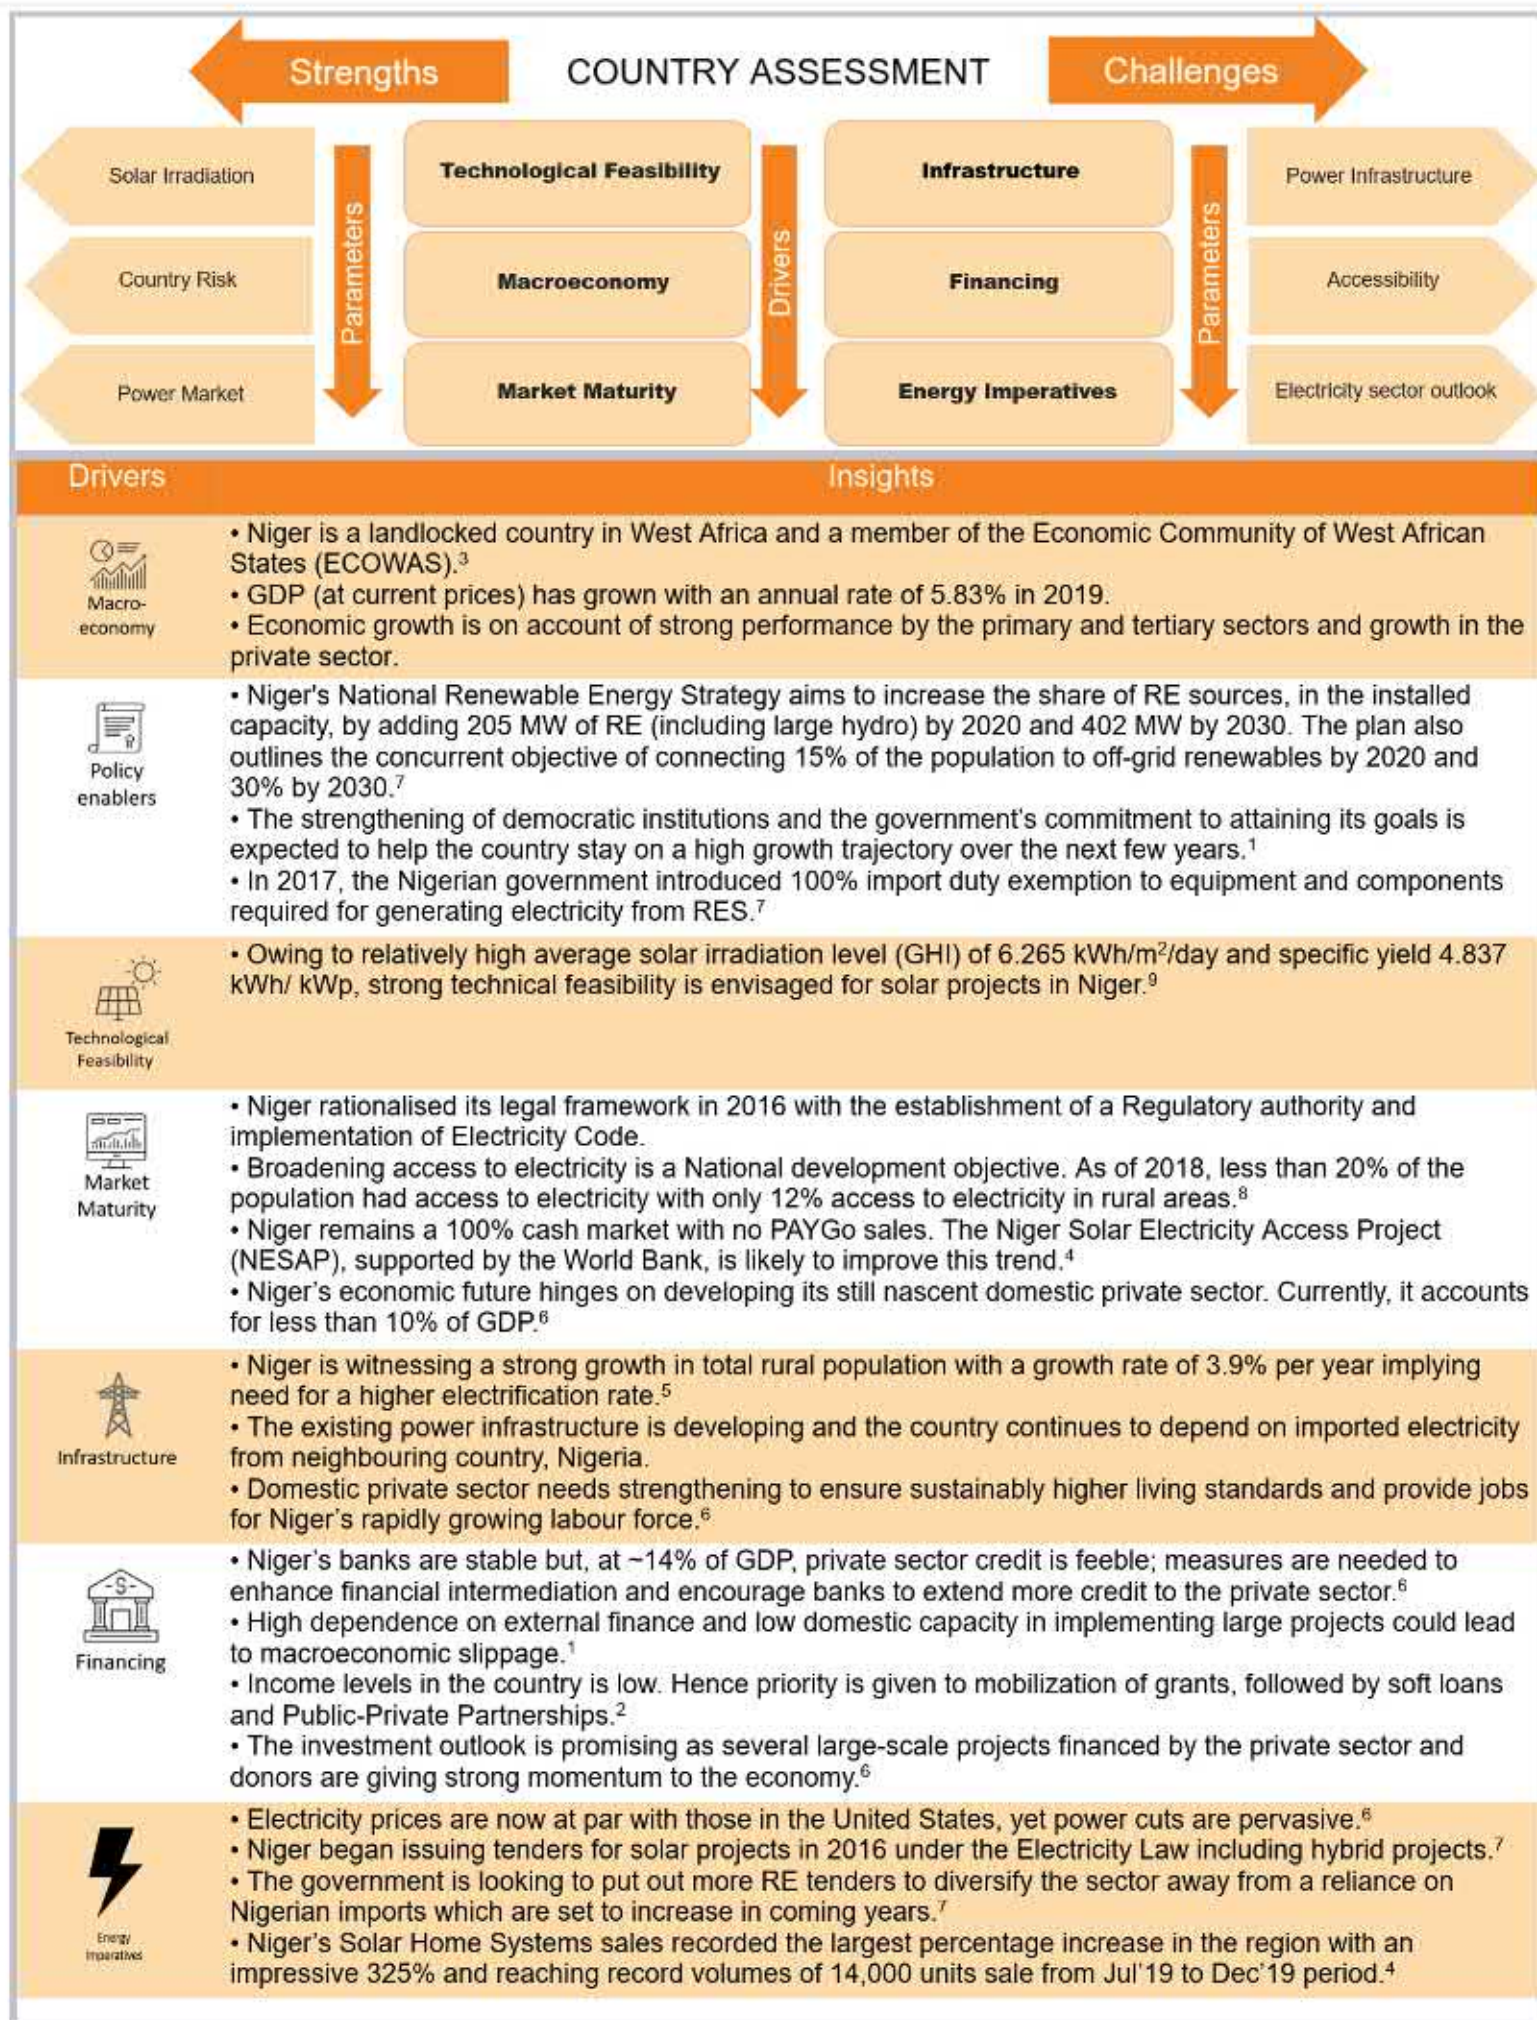 Strengths
COUNTRY ASSESSMENT
Challenges
Solar Irradiation
Technological Feasibility
Infrastructure
Power Infrastructure
Country Risk
Parameters
Macroeconomy
Drivers
Financing
Parameters
Accessibility
Power Market
Market Maturity
Energy Imperatives
Electricity sector outlook
Drivers
Insights
Macro-
economy
• Niger is a landlocked country in West Africa and a member of the Economic Community of West African
States (ECOWAS).³
• GDP (at current prices) has grown with an annual rate of 5.83% in 2019.
• Economic growth is on account of strong performance by the primary and tertiary sectors and growth in the
private sector.
Policy
enablers
• Niger's National Renewable Energy Strategy aims to increase the share of RE sources, in the installed
capacity, by adding 205 MW of RE (including large hydro) by 2020 and 402 MW by 2030. The plan also
outlines the concurrent objective of connecting 15% of the population to off-grid renewables by 2020 and
30% by 2030.⁷
• The strengthening of democratic institutions and the government's commitment to attaining its goals is
expected to help the country stay on a high growth trajectory over the next few years.¹
• In 2017, the Nigerian government introduced 100% import duty exemption to equipment and components
required for generating electricity from RES.⁷
Technological
Feasibility
• Owing to relatively high average solar irradiation level (GHI) of 6.265 kWh/m²/day and specific yield 4.837
kWh/ kWp, strong technical feasibility is envisaged for solar projects in Niger.⁹
Market
Maturity
• Niger rationalised its legal framework in 2016 with the establishment of a Regulatory authority and
implementation of Electricity Code.
• Broadening access to electricity is a National development objective. As of 2018, less than 20% of the
population had access to electricity with only 12% access to electricity in rural areas.⁸
• Niger remains a 100% cash market with no PAYGo sales. The Niger Solar Electricity Access Project
(NESAP), supported by the World Bank, is likely to improve this trend.⁴
• Niger's economic future hinges on developing its still nascent domestic private sector. Currently, it accounts
for less than 10% of GDP.⁶
Infrastructure
• Niger is witnessing a strong growth in total rural population with a growth rate of 3.9% per year implying
need for a higher electrification rate.⁵
• The existing power infrastructure is developing and the country continues to depend on imported electricity
from neighbouring country, Nigeria.
• Domestic private sector needs strengthening to ensure sustainably higher living standards and provide jobs
for Niger's rapidly growing labour force.⁶
-$-
Financing
• Niger's banks are stable but, at ~14% of GDP, private sector credit is feeble; measures are needed to
enhance financial intermediation and encourage banks to extend more credit to the private sector.⁶
• High dependence on external finance and low domestic capacity in implementing large projects could lead
to macroeconomic slippage.¹
• Income levels in the country is low. Hence priority is given to mobilization of grants, followed by soft loans
and Public-Private Partnerships.²
• The investment outlook is promising as several large-scale projects financed by the private sector and
donors are giving strong momentum to the economy.⁶
Energy
Imperatives
• Electricity prices are now at par with those in the United States, yet power cuts are pervasive.⁶
• Niger began issuing tenders for solar projects in 2016 under the Electricity Law including hybrid projects.⁷
• The government is looking to put out more RE tenders to diversify the sector away from a reliance on
Nigerian imports which are set to increase in coming years.⁷
• Niger's Solar Home Systems sales recorded the largest percentage increase in the region with an
impressive 325% and reaching record volumes of 14,000 units sale from Jul'19 to Dec'19 period.⁴